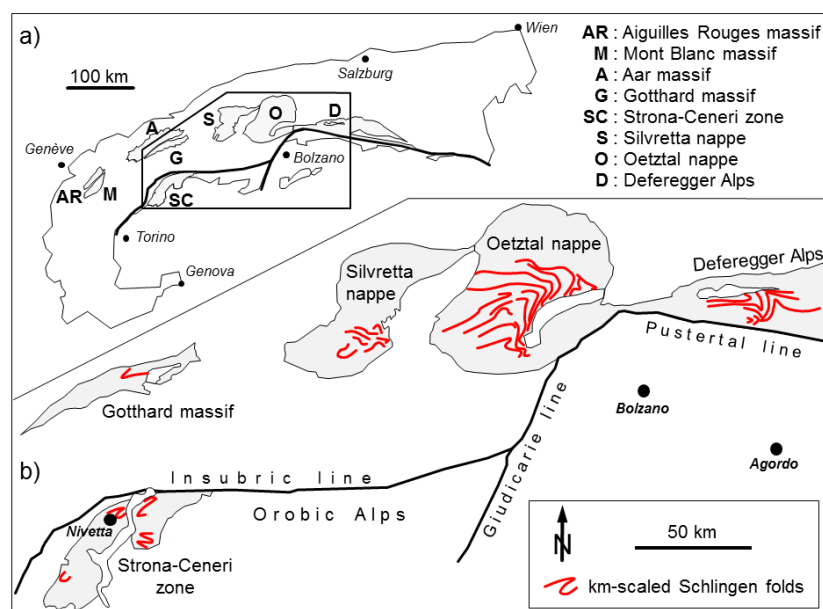 a)
Wien
100 km
Salzburg
O
D
S
A
Genève
G
Bolzano
AR
M
SC
Torino
Genova
AR : Aiguilles Rouges massif
M : Mont Blanc massif
A : Aar massif
G : Gotthard massif
SC : Strona-Ceneri zone
S : Silvretta nappe
O : Oetztal nappe
D : Deferegger Alps
Oetztal nappe
Silvretta
nappe
Deferegger Alps
Pustertal line
Gotthard massif
Bolzano
Giudicarie line
Agordo
b)
Insubric line
Orobic Alps
Nivetta
Strona-Ceneri
zone
N
50 km
km-scaled Schlingen folds